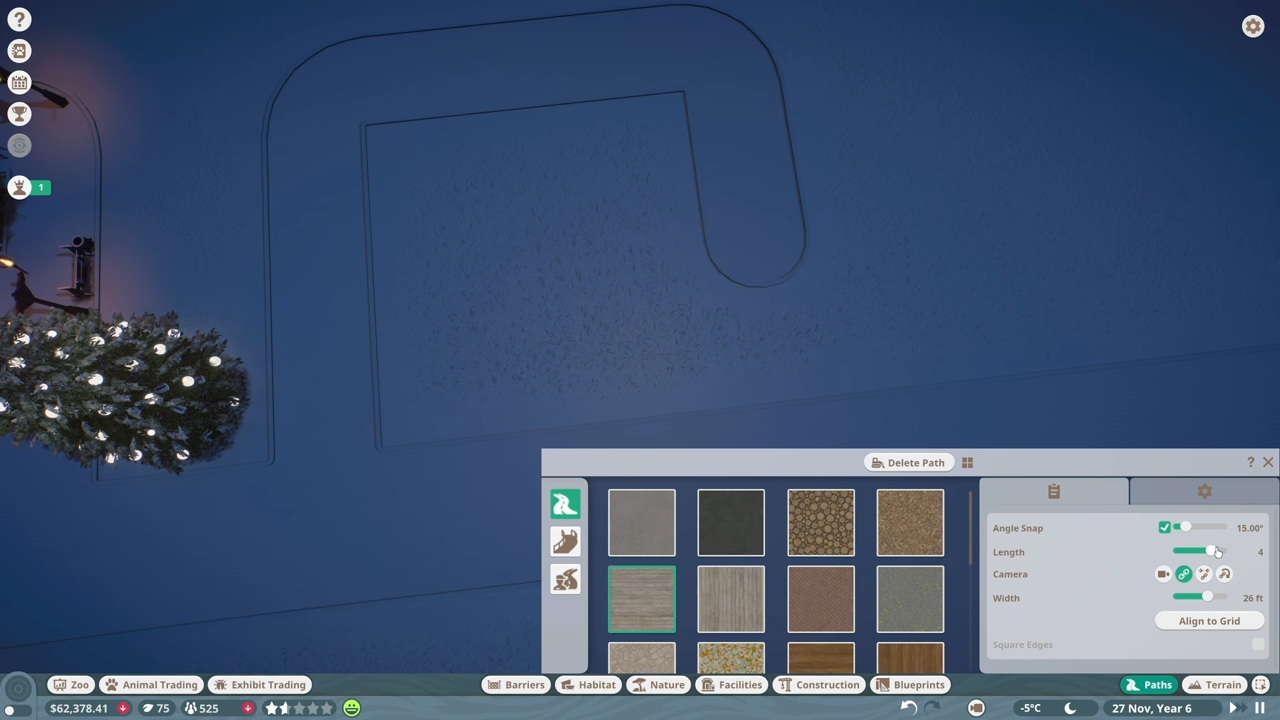 ?
1
Delete Path
?
Angle Snap
15.00°
Length
4
Camera
Width
26 ft
Align to Grid
Square Edges
Zoo
Animal Trading
Exhibit Trading
Barriers
Habitat
Nature
Facilities
Construction
Blueprints
Paths
Terrain
$62,378.41
75
525
-5°C
27 Nov, Year 6